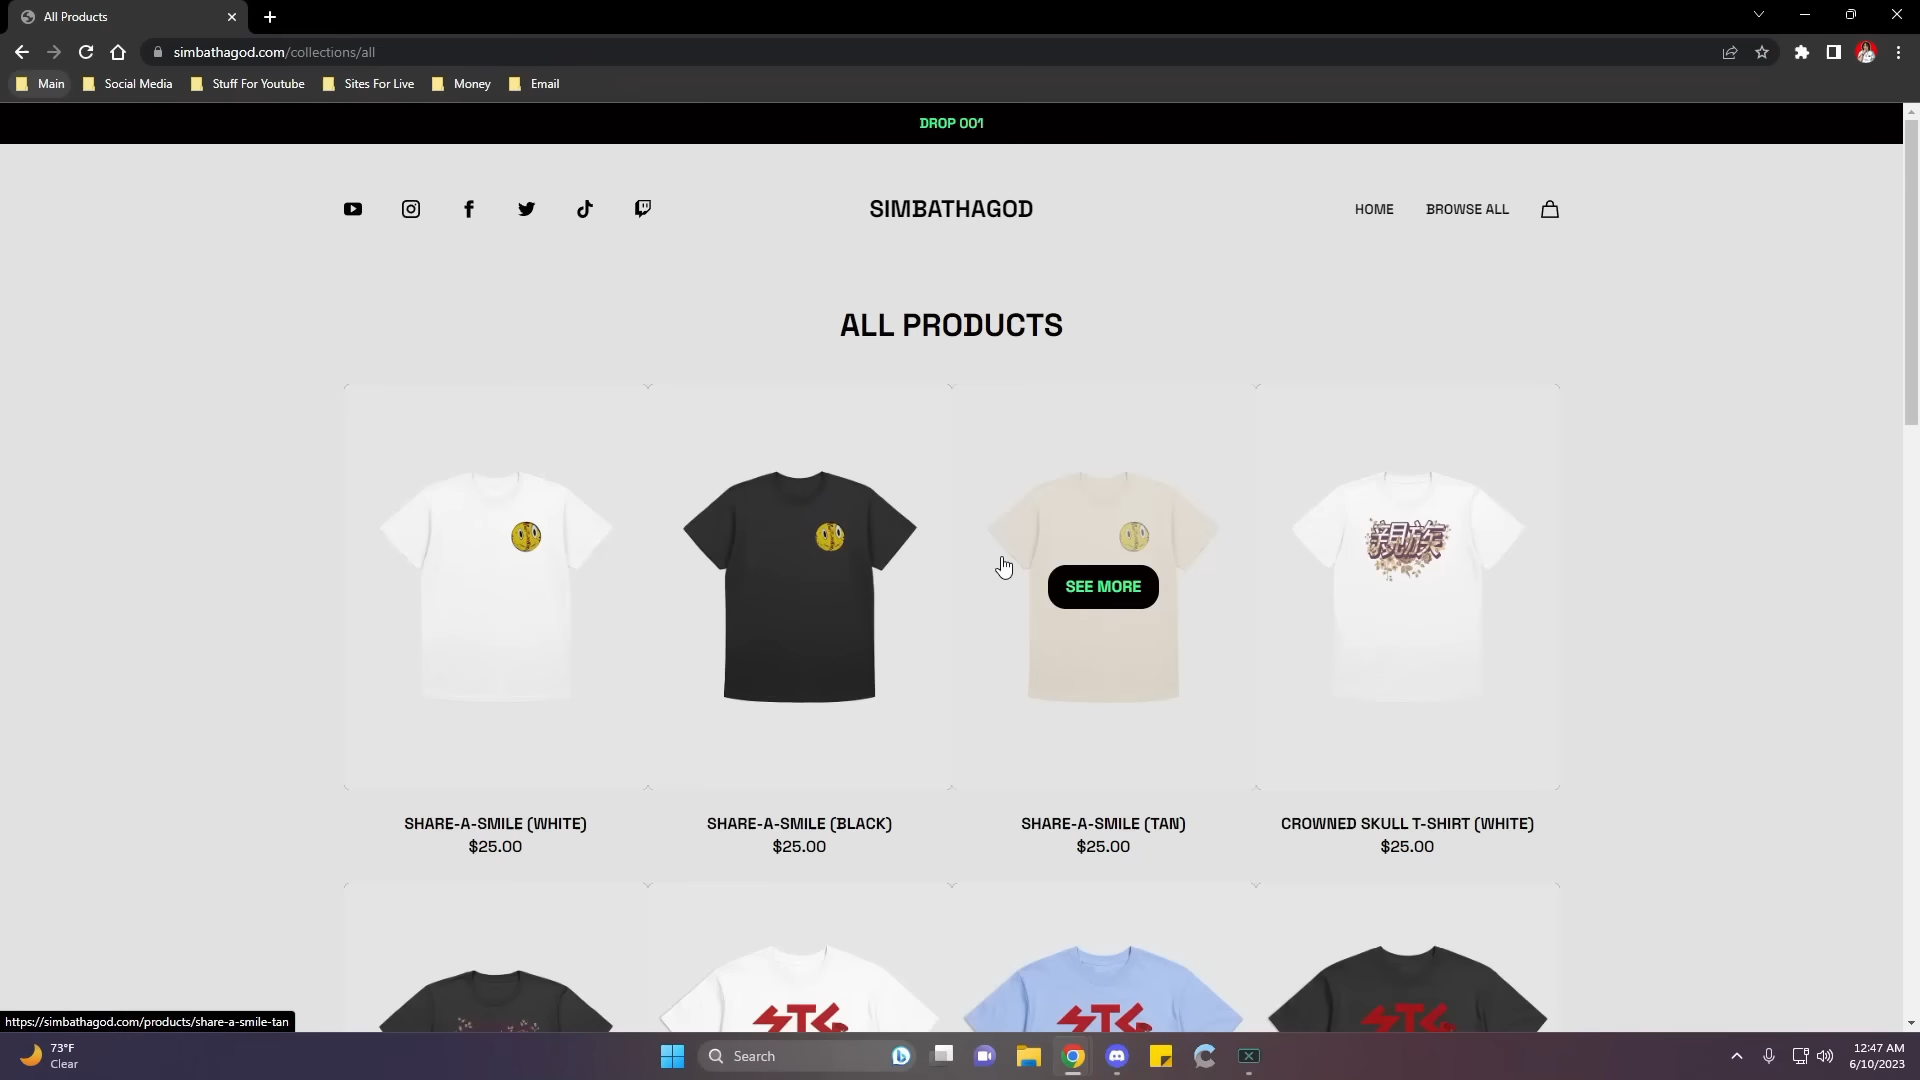 All Products
simbathagod.com/collections/all
Main
Social Media
Stuff For Youtube
Sites For Live
Money
Email
DROP 001
SIMBATHAGOD
HOME
BROWSE ALL
ALL PRODUCTS
親族
SEE MORE
SHARE-A-SMILE (WHITE)
$25.00
SHARE-A-SMILE (BLACK)
$25.00
SHARE-A-SMILE (TAN)
$25.00
CROWNED SKULL T-SHIRT (WHITE)
$25.00
STG
STG
STG
https://simbathagod.com/products/share-a-smile-tan
73°F
Clear
Search
12:47 AM
6/10/2023